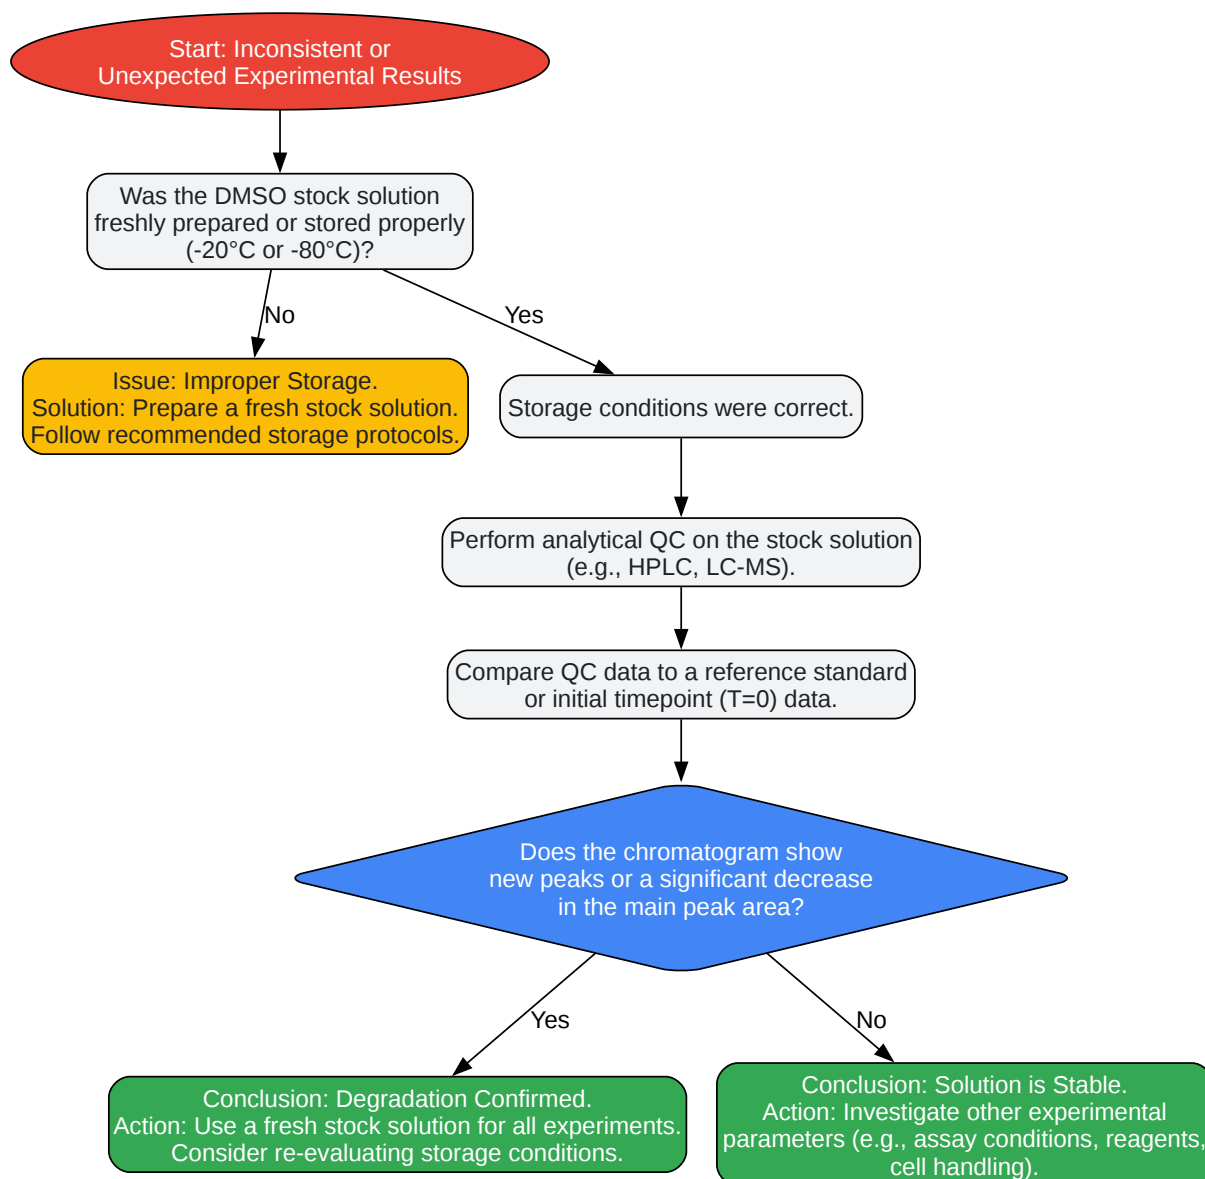 Start: Inconsistent or
Unexpected Experimental Results
Was the DMSO stock solution
freshly prepared or stored properly
(-20°C or -80°C)?
No
Yes
Issue: Improper Storage.
Solution: Prepare a fresh stock solution.
Follow recommended storage protocols.
Storage conditions were correct.
Perform analytical QC on the stock solution
(e.g., HPLC, LC-MS).
Compare QC data to a reference standard
or initial timepoint (T=0) data.
Does the chromatogram show
new peaks or a significant decrease
in the main peak area?
Yes
No
Conclusion: Degradation Confirmed.
Action: Use a fresh stock solution for all experiments.
Consider re-evaluating storage conditions.
Conclusion: Solution is Stable.
Action: Investigate other experimental
parameters (e.g., assay conditions, reagents,
cell handling).